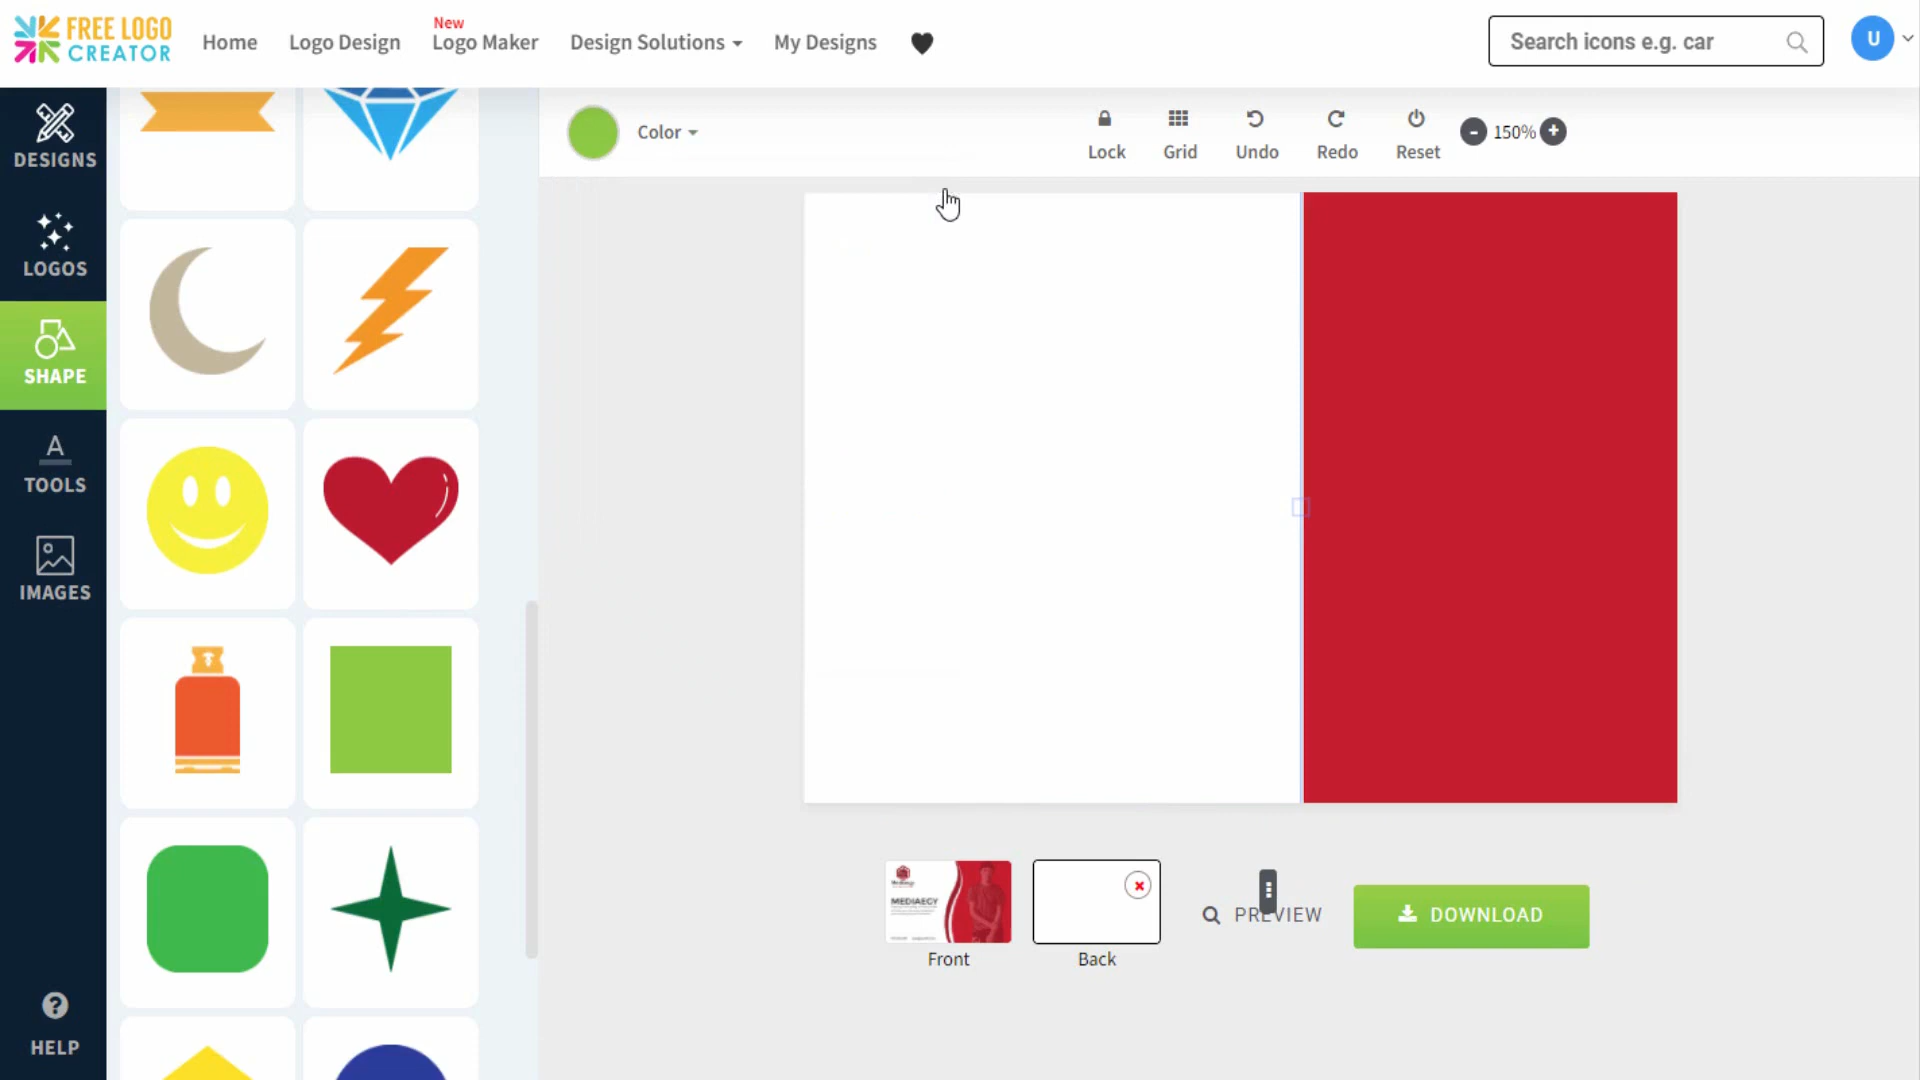 FREE LOGO
CREATOR
Home
Logo Design
New
Logo Maker
Design Solutions
My Designs
Search icons e.g. car
U
DESIGNS
LOGOS
SHAPE
A
TOOLS
IMAGES
HELP
Color
Lock
Grid
Undo
Redo
Reset
- 150% +
MEDIAECY
Front
Back
PREVIEW
DOWNLOAD